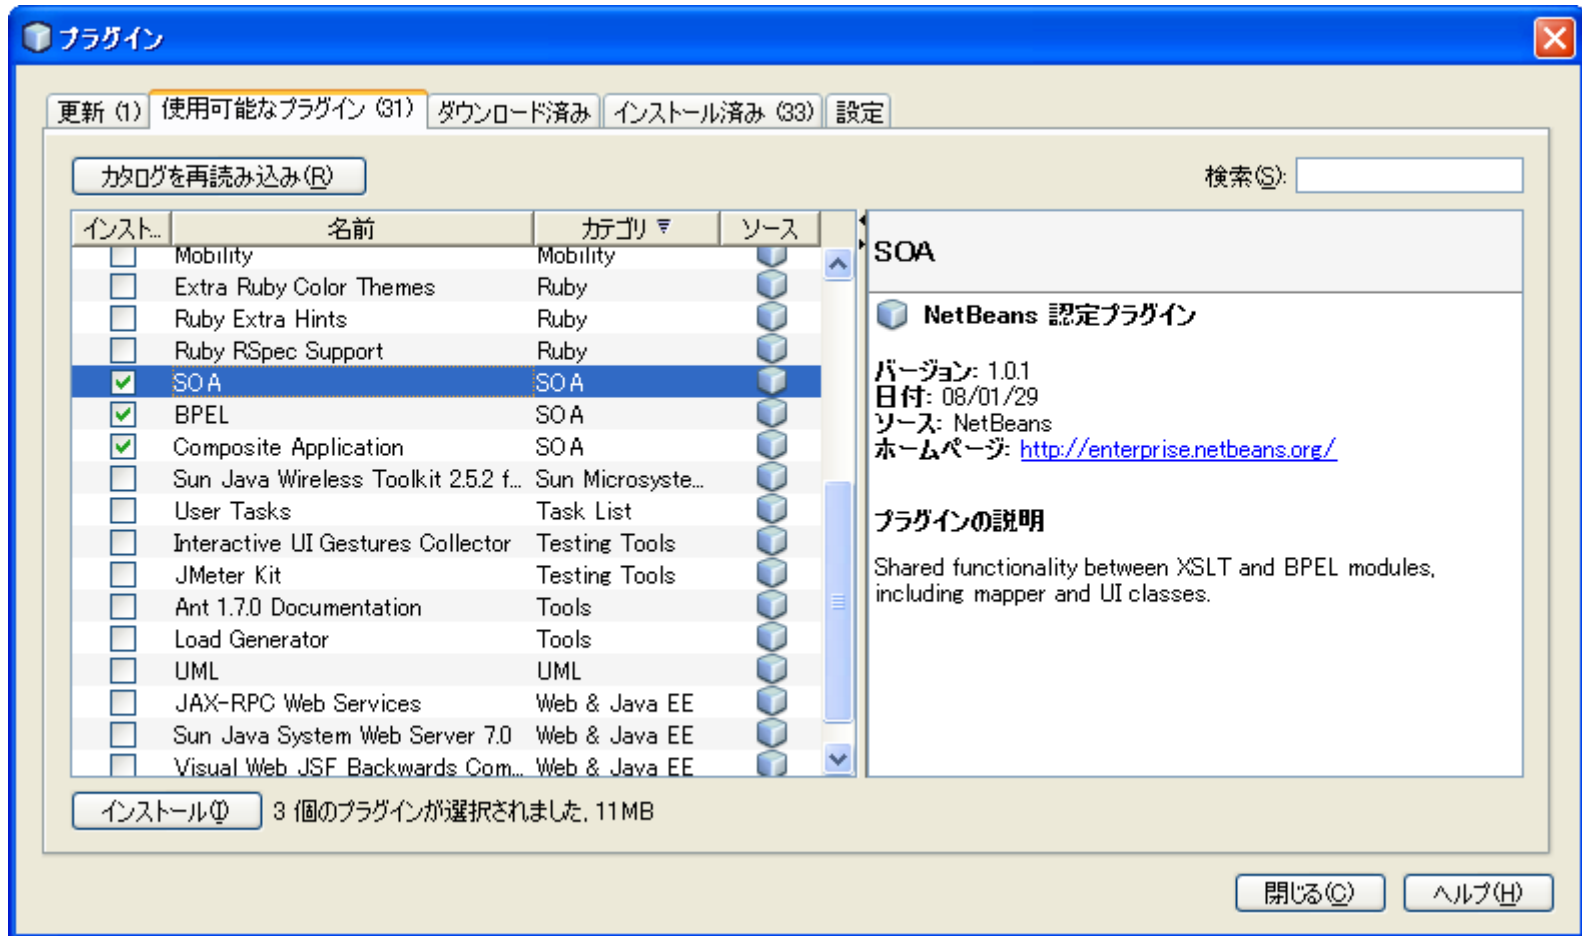 プラグイン
更新 (1) 使用可能なプラグイン (31) ダウンロード済み インストール済み (33) 設定
カタログを再読み込み(R) 検索(S):
インスト... 名前 カテゴリ ソース
Mobility Mobility
Extra Ruby Color Themes Ruby
Ruby Extra Hints Ruby
Ruby RSpec Support Ruby
SOA SOA
BPEL SOA
Composite Application SOA
Sun Java Wireless Toolkit 2.5.2 f... Sun Microsyste...
User Tasks Task List
Interactive UI Gestures Collector Testing Tools
JMeter Kit Testing Tools
Ant 1.7.0 Documentation Tools
Load Generator Tools
UML UML
JAX-RPC Web Services Web & Java EE
Sun Java System Web Server 7.0 Web & Java EE
Visual Web JSF Backwards Com... Web & Java EE
SOA
NetBeans 認定プラグイン
バージョン: 1.0.1
日付: 08/01/29
ソース: NetBeans
ホームページ: http://enterprise.netbeans.org/
プラグインの説明
Shared functionality between XSLT and BPEL modules,
including mapper and UI classes.
インストール(I) 3 個のプラグインが選択されました, 11MB
閉じる(C) ヘルプ(H)